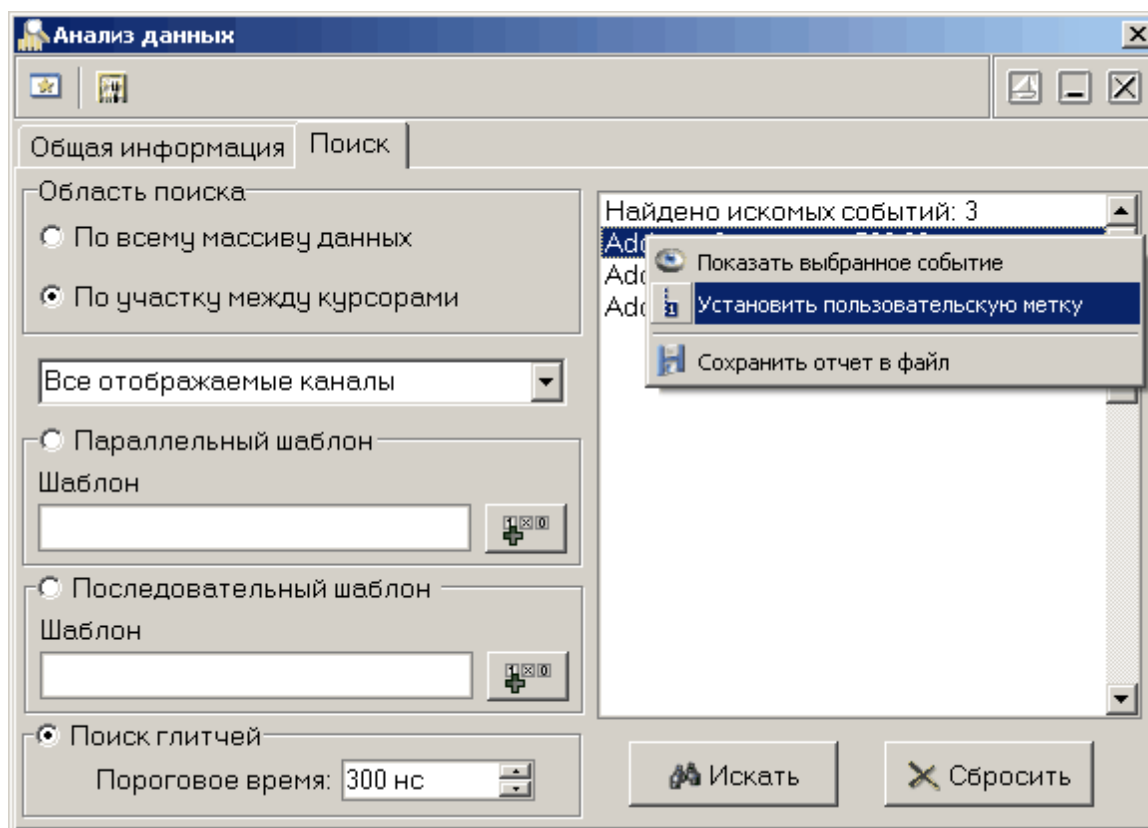 Анализ данных
Общая информация
Поиск
Область поиска
По всему массиву данных
По участку между курсорами
Все отображаемые каналы
Параллельный шаблон
Шаблон
Последовательный шаблон
Шаблон
Поиск глитчей
Пороговое время: 300 нс
Найдено искомых событий: 3
Показать выбранное событие
Установить пользовательскую метку
Сохранить отчет в файл
Искать
Сбросить